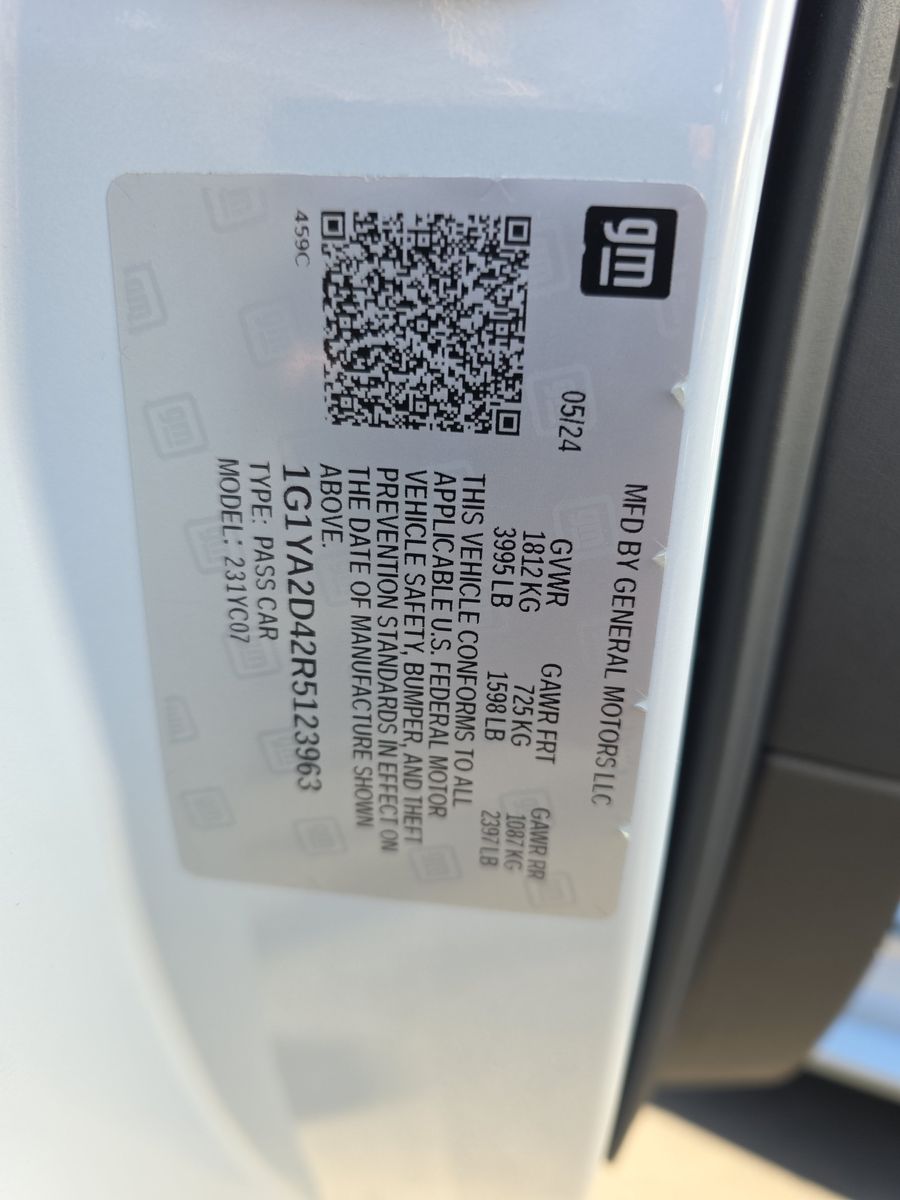 gm
MFD BY GENERAL MOTORS LLC
05/24
GVWR GAWR FRT GAWR RR
1812 KG 725 KG 1087 KG
3995 LB 1598 LB 2397 LB
THIS VEHICLE CONFORMS TO ALL
APPLICABLE U.S. FEDERAL MOTOR
VEHICLE SAFETY, BUMPER, AND THEFT
PREVENTION STANDARDS IN EFFECT ON
THE DATE OF MANUFACTURE SHOWN
ABOVE.
459C
1G1YA2D42R5123963
TYPE: PASS CAR
MODEL: 231YC07